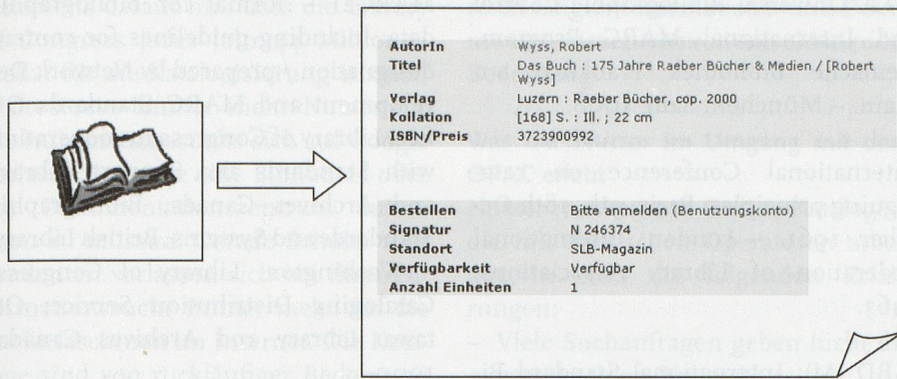 AutorIn Wyss, Robert
Titel Das Buch : 175 Jahre Raeber Bücher & Medien / [Robert
Wyss]
Verlag Luzern : Raeber Bücher, cop. 2000
Kollation [168] S. : Ill. ; 22 cm
ISBN/Preis 3723900992
Bestellen Bitte anmelden (Benutzungskonto)
Signatur N 246374
Standort SLB-Magazin
Verfügbarkeit Verfügbar
Anzahl Einheiten 1